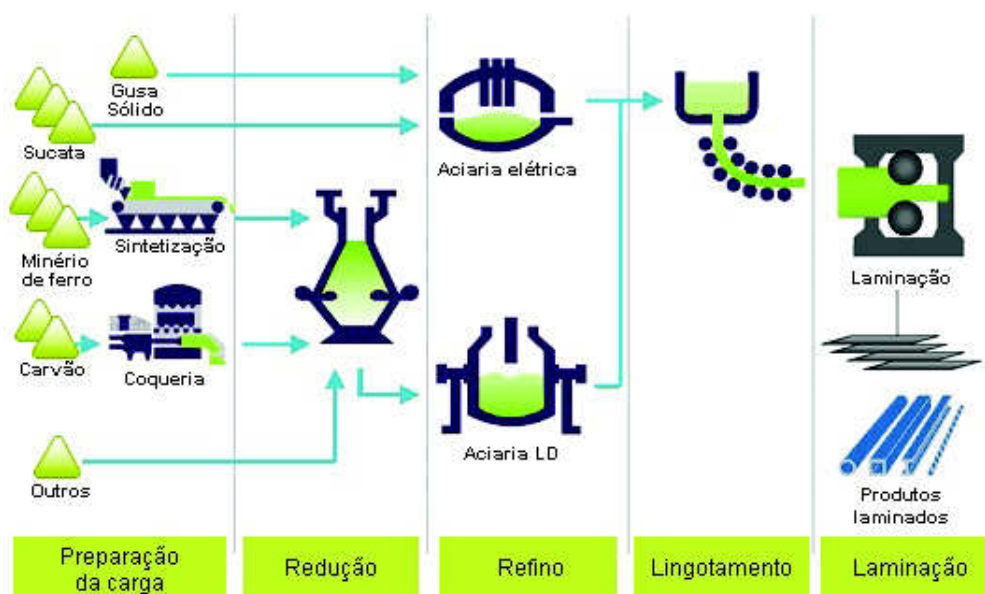 Gusa
Sólido
Sucata
Aciaria elétrica
Minério
de ferro
Sintetização
Laminação
Carvão
Coqueria
Aciaria LD
Outros
Produtos
laminados
Preparação
da carga
Redução
Refino
Lingotamento
Laminação